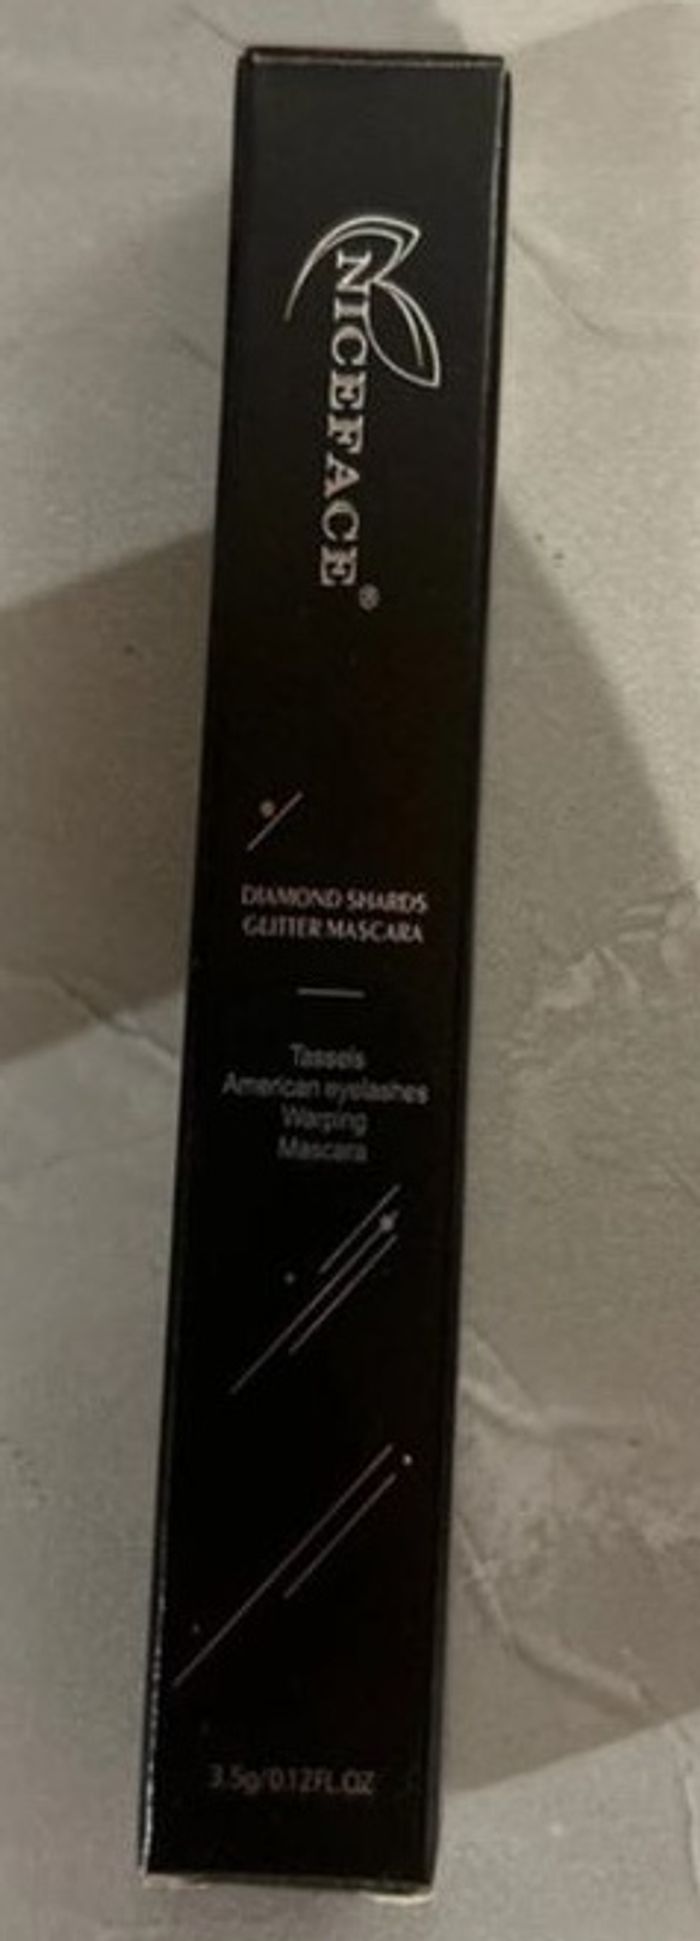 NICEFACE®
DIAMOND SHARDS
GLITTER MASCARA
Tassels
American eyelashes
Warping
Mascara
3.5g/0.12FL.OZ